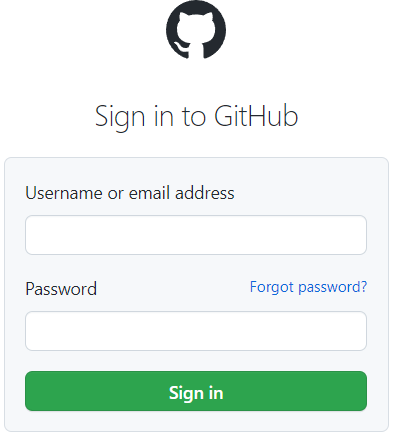 Sign in to GitHub
Username or email address
Password Forgot password?
Sign in